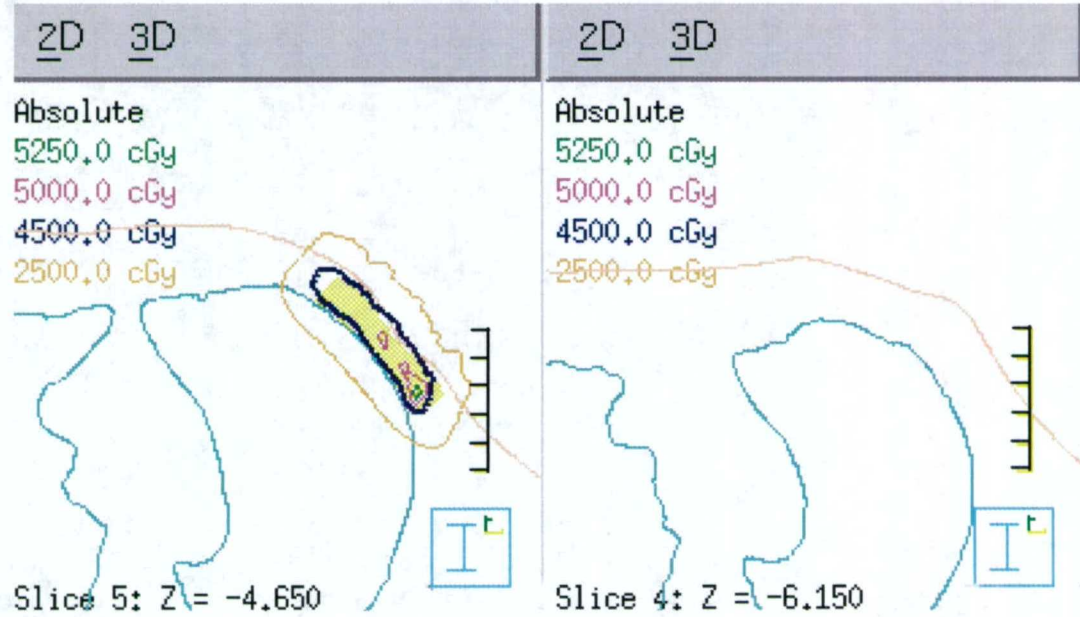 2D 3D
Absolute
5250.0 cGy
5000.0 cGy
4500.0 cGy
2500.0 cGy
Slice 5: Z = -4.650
2D 3D
Absolute
5250.0 cGy
5000.0 cGy
4500.0 cGy
2500.0 cGy
Slice 4: Z = -6.150